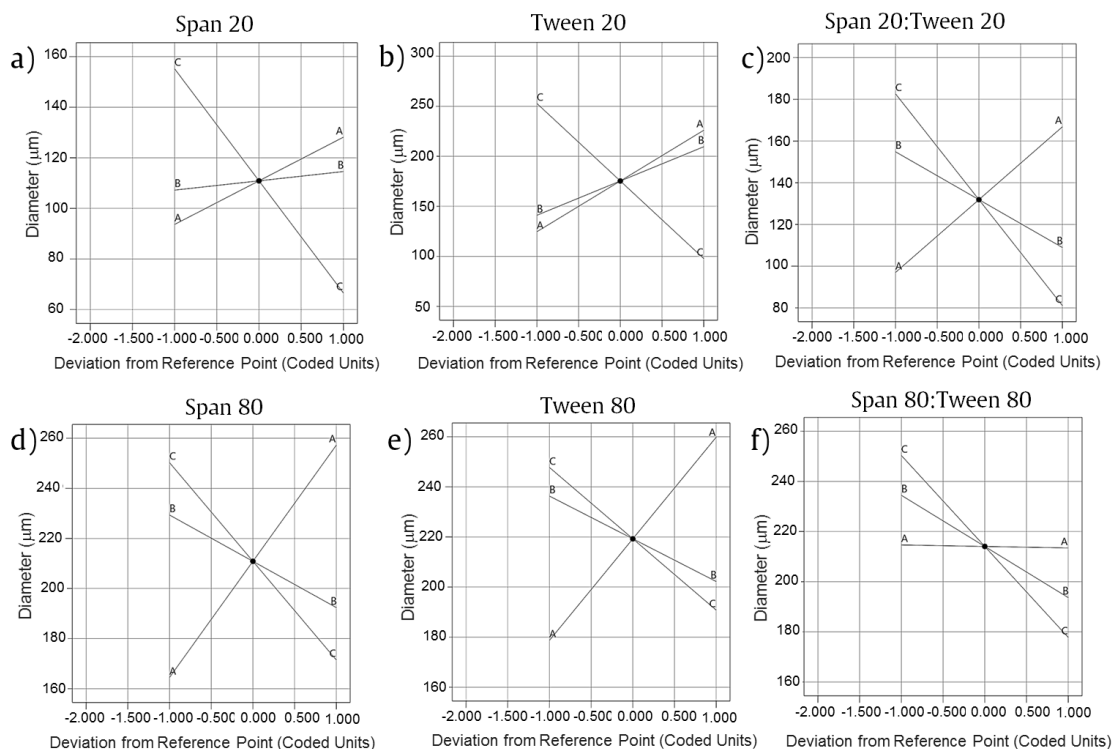 Span 20
a)
160
140
120
100
80
60
Diameter (µm)
C
A
B
B
A
C
-2.000 -1.500 -1.000 -0.500 0.000 0.500 1.000
Deviation from Reference Point (Coded Units)
Tween 20
b)
300
250
200
150
100
50
Diameter (µm)
C
A
B
B
A
C
-2.000 -1.500 -1.000 -0.500 0.000 0.500 1.000
Deviation from Reference Point (Coded Units)
Span 20:Tween 20
c)
200
180
160
140
120
100
80
Diameter (µm)
C
A
B
B
A
C
-2.000 -1.500 -1.000 -0.500 0.000 0.500 1.000
Deviation from Reference Point (Coded Units)
Span 80
d)
260
240
220
200
180
160
Diameter (µm)
A
C
B
B
C
A
-2.000 -1.500 -1.000 -0.500 0.000 0.500 1.000
Deviation from Reference Point (Coded Units)
Tween 80
e)
260
240
220
200
180
160
Diameter (µm)
A
C
B
B
C
A
-2.000 -1.500 -1.000 -0.500 0.000 0.500 1.000
Deviation from Reference Point (Coded Units)
Span 80:Tween 80
f)
260
240
220
200
180
160
Diameter (µm)
C
B
A
A
B
C
-2.000 -1.500 -1.000 -0.500 0.000 0.500 1.000
Deviation from Reference Point (Coded Units)